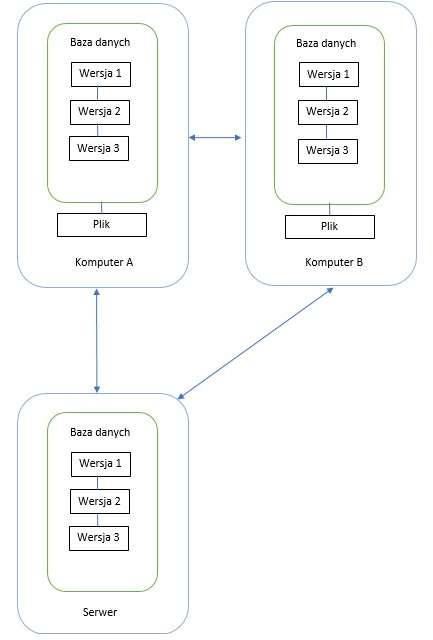 Baza danych
Wersja 1
Wersja 2
Wersja 3
Plik
Komputer A
Baza danych
Wersja 1
Wersja 2
Wersja 3
Plik
Komputer B
Baza danych
Wersja 1
Wersja 2
Wersja 3
Serwer